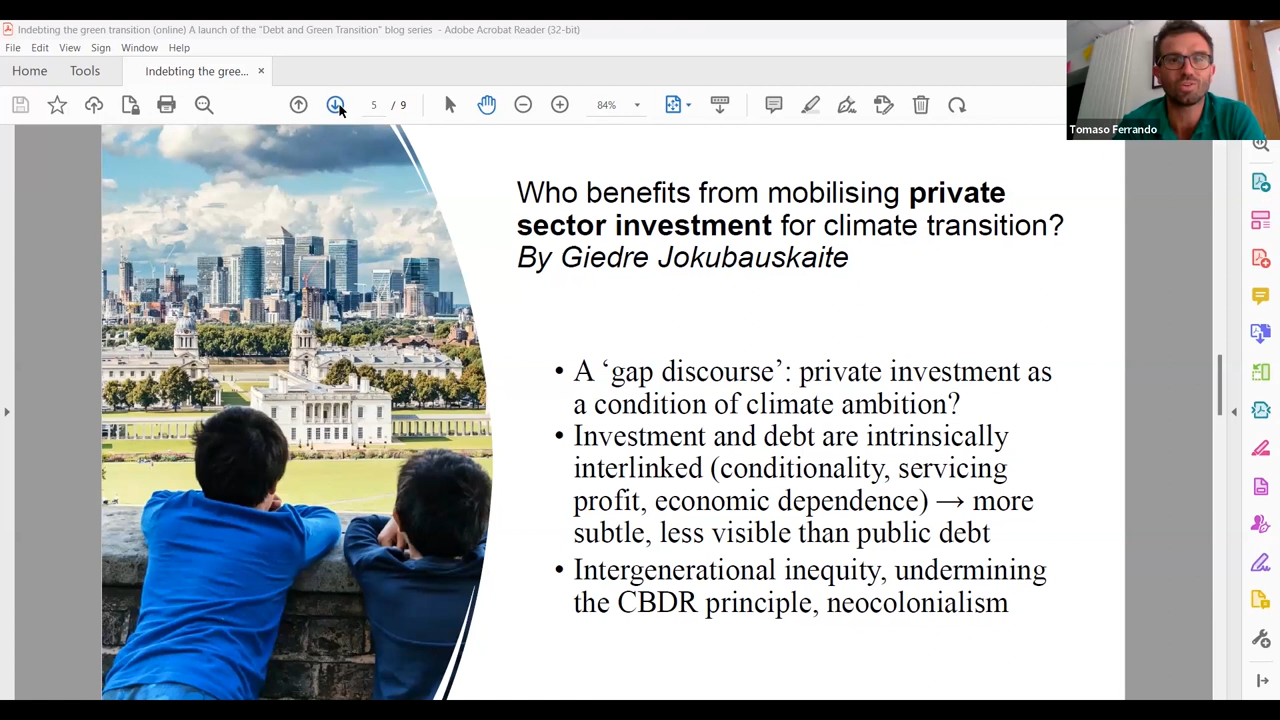 Indebting the green transition (online) A launch of the "Debt and Green Transition" blog series - Adobe Acrobat Reader (32-bit)
File Edit View Sign Window Help
Home Tools Indebting the gree... ×
5 / 9 84%
Tomaso Ferrando
Who benefits from mobilising private
sector investment for climate transition?
By Giedre Jokubauskaite
• A ‘gap discourse’: private investment as
a condition of climate ambition?
• Investment and debt are intrinsically
interlinked (conditionality, servicing
profit, economic dependence) → more
subtle, less visible than public debt
• Intergenerational inequity, undermining
the CBDR principle, neocolonialism